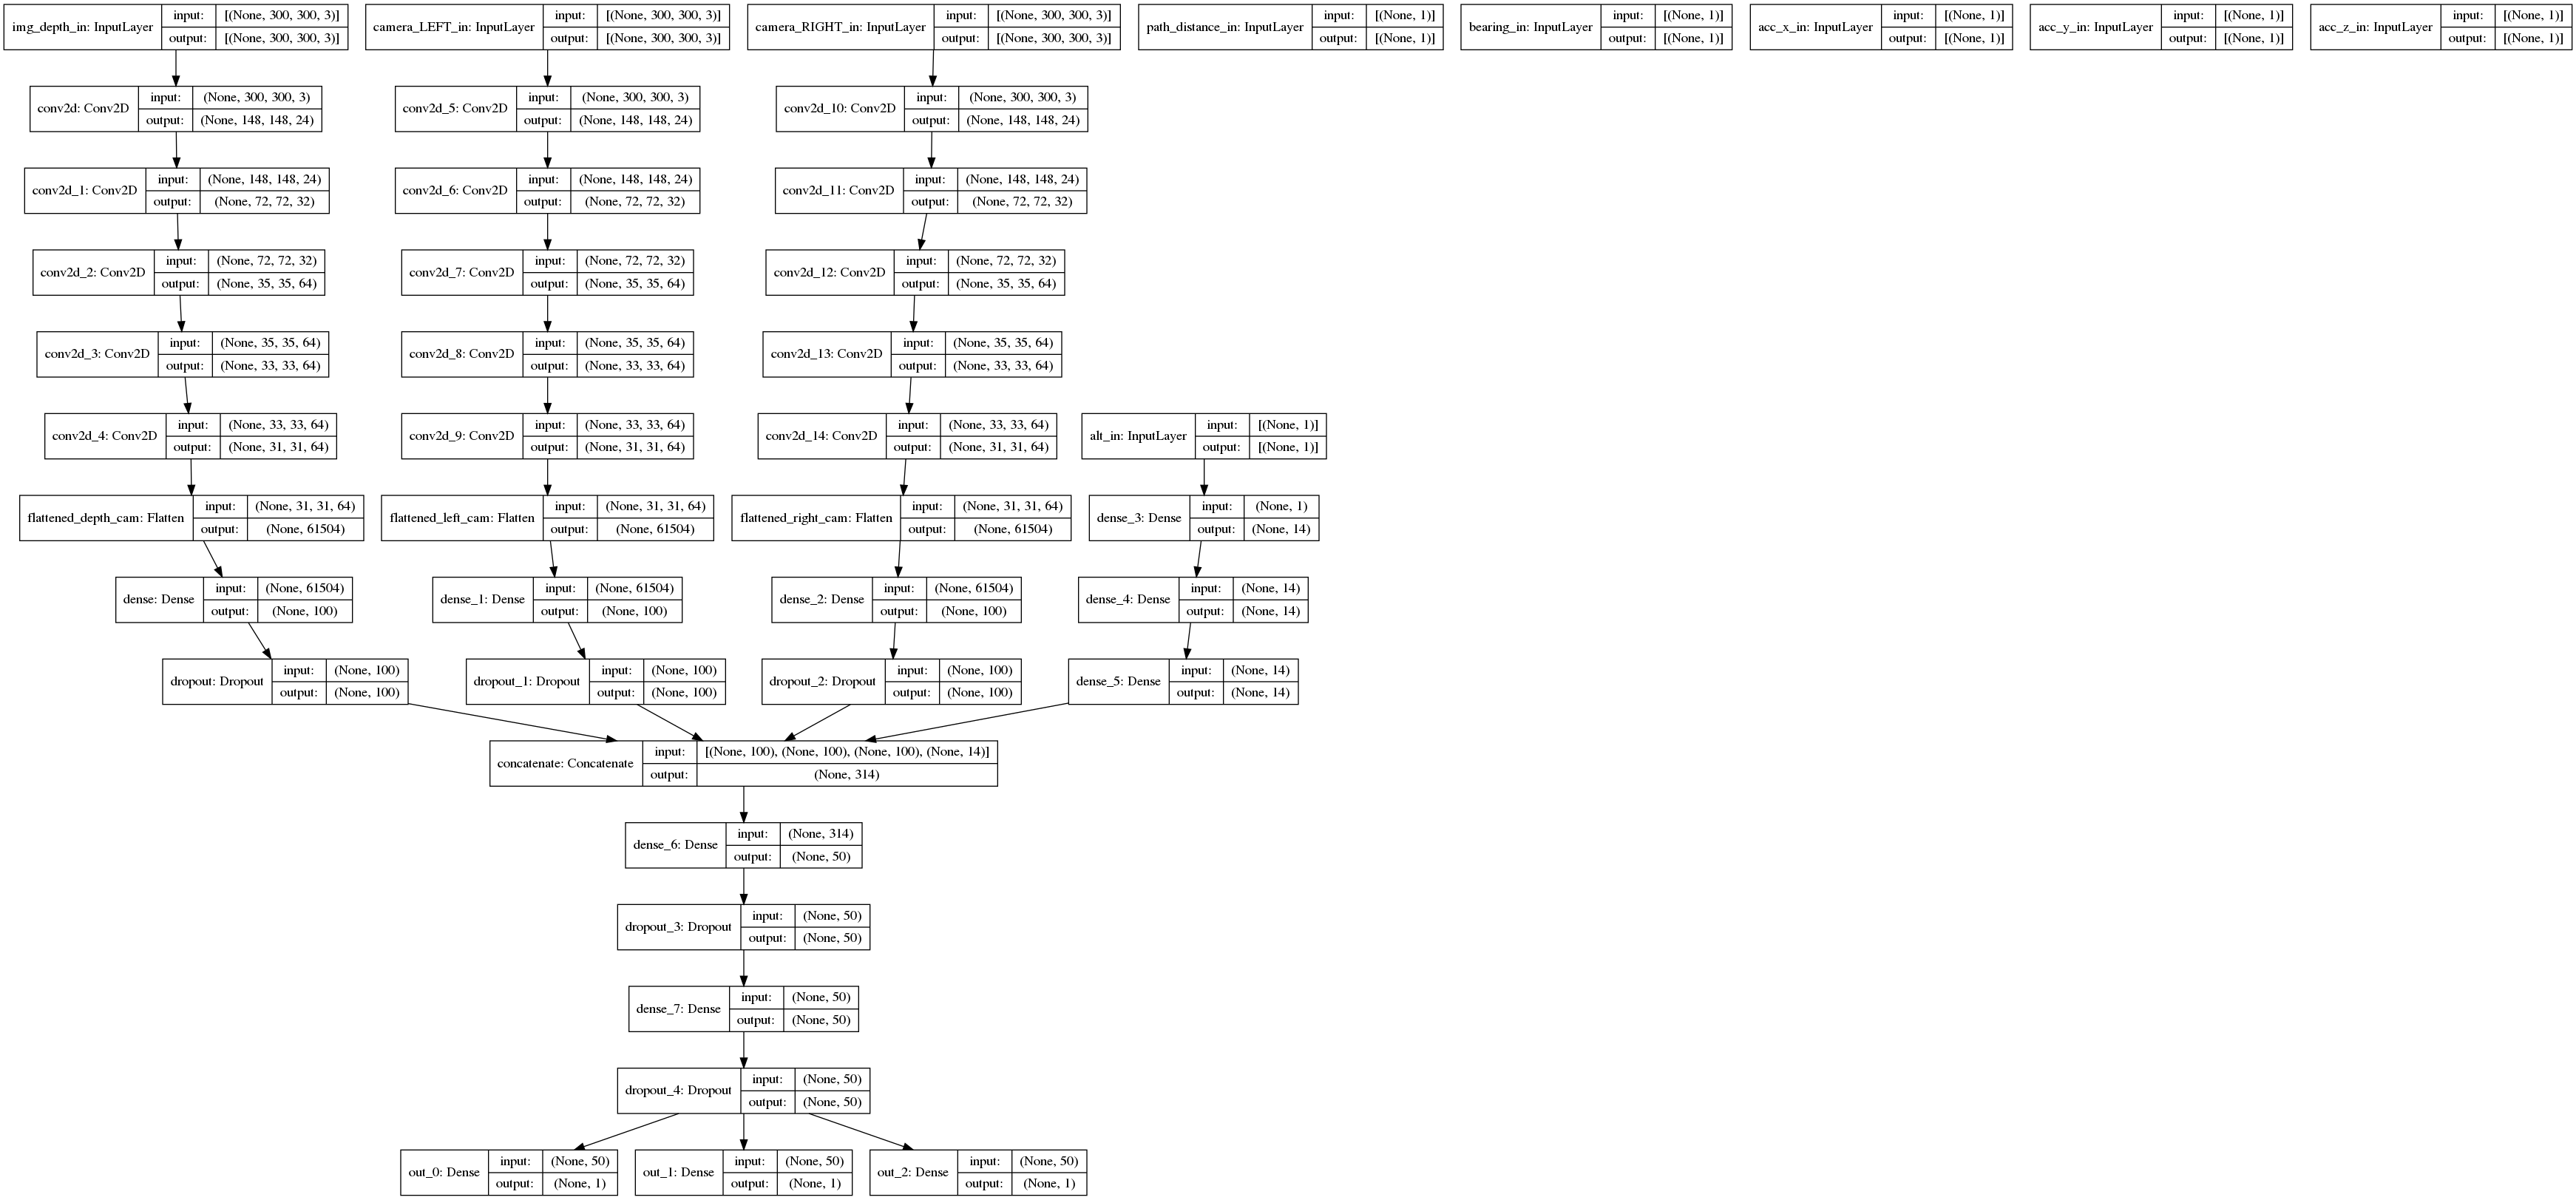 img_depth_in: InputLayer
input:
[(None, 300, 300, 3)]
output:
[(None, 300, 300, 3)]
camera_LEFT_in: InputLayer
input:
[(None, 300, 300, 3)]
output:
[(None, 300, 300, 3)]
camera_RIGHT_in: InputLayer
input:
[(None, 300, 300, 3)]
output:
[(None, 300, 300, 3)]
path_distance_in: InputLayer
input:
[(None, 1)]
output:
[(None, 1)]
bearing_in: InputLayer
input:
[(None, 1)]
output:
[(None, 1)]
acc_x_in: InputLayer
input:
[(None, 1)]
output:
[(None, 1)]
acc_y_in: InputLayer
input:
[(None, 1)]
output:
[(None, 1)]
acc_z_in: InputLayer
input:
[(None, 1)]
output:
[(None, 1)]
conv2d: Conv2D
input:
(None, 300, 300, 3)
output:
(None, 148, 148, 24)
conv2d_5: Conv2D
input:
(None, 300, 300, 3)
output:
(None, 148, 148, 24)
conv2d_10: Conv2D
input:
(None, 300, 300, 3)
output:
(None, 148, 148, 24)
conv2d_1: Conv2D
input:
(None, 148, 148, 24)
output:
(None, 72, 72, 32)
conv2d_6: Conv2D
input:
(None, 148, 148, 24)
output:
(None, 72, 72, 32)
conv2d_11: Conv2D
input:
(None, 148, 148, 24)
output:
(None, 72, 72, 32)
conv2d_2: Conv2D
input:
(None, 72, 72, 32)
output:
(None, 35, 35, 64)
conv2d_7: Conv2D
input:
(None, 72, 72, 32)
output:
(None, 35, 35, 64)
conv2d_12: Conv2D
input:
(None, 72, 72, 32)
output:
(None, 35, 35, 64)
conv2d_3: Conv2D
input:
(None, 35, 35, 64)
output:
(None, 33, 33, 64)
conv2d_8: Conv2D
input:
(None, 35, 35, 64)
output:
(None, 33, 33, 64)
conv2d_13: Conv2D
input:
(None, 35, 35, 64)
output:
(None, 33, 33, 64)
conv2d_4: Conv2D
input:
(None, 33, 33, 64)
output:
(None, 31, 31, 64)
conv2d_9: Conv2D
input:
(None, 33, 33, 64)
output:
(None, 31, 31, 64)
conv2d_14: Conv2D
input:
(None, 33, 33, 64)
output:
(None, 31, 31, 64)
alt_in: InputLayer
input:
[(None, 1)]
output:
[(None, 1)]
flattened_depth_cam: Flatten
input:
(None, 31, 31, 64)
output:
(None, 61504)
flattened_left_cam: Flatten
input:
(None, 31, 31, 64)
output:
(None, 61504)
flattened_right_cam: Flatten
input:
(None, 31, 31, 64)
output:
(None, 61504)
dense_3: Dense
input:
(None, 1)
output:
(None, 14)
dense: Dense
input:
(None, 61504)
output:
(None, 100)
dense_1: Dense
input:
(None, 61504)
output:
(None, 100)
dense_2: Dense
input:
(None, 61504)
output:
(None, 100)
dense_4: Dense
input:
(None, 14)
output:
(None, 14)
dropout: Dropout
input:
(None, 100)
output:
(None, 100)
dropout_1: Dropout
input:
(None, 100)
output:
(None, 100)
dropout_2: Dropout
input:
(None, 100)
output:
(None, 100)
dense_5: Dense
input:
(None, 14)
output:
(None, 14)
concatenate: Concatenate
input:
[(None, 100), (None, 100), (None, 100), (None, 14)]
output:
(None, 314)
dense_6: Dense
input:
(None, 314)
output:
(None, 50)
dropout_3: Dropout
input:
(None, 50)
output:
(None, 50)
dense_7: Dense
input:
(None, 50)
output:
(None, 50)
dropout_4: Dropout
input:
(None, 50)
output:
(None, 50)
out_0: Dense
input:
(None, 50)
output:
(None, 1)
out_1: Dense
input:
(None, 50)
output:
(None, 1)
out_2: Dense
input:
(None, 50)
output:
(None, 1)